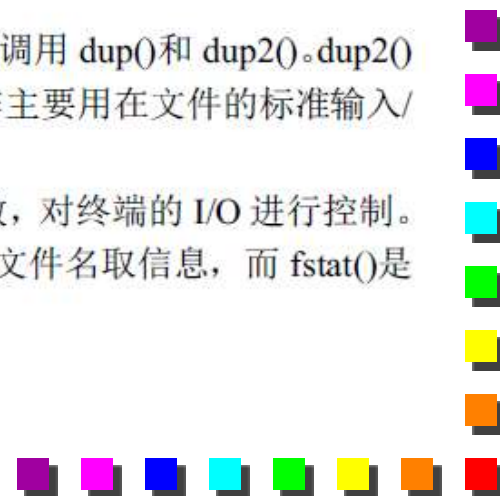 调用 dup()和 dup2()。dup2()
主要用在文件的标准输入/
，对终端的 I/O 进行控制。
文件名取信息，而 fstat()是